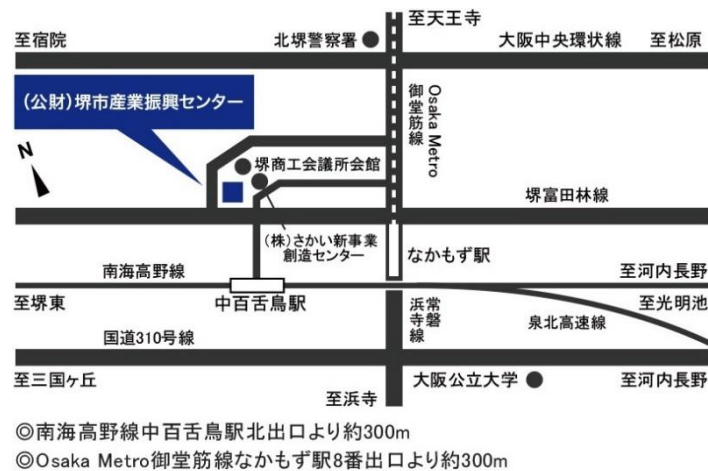 至天王寺
至宿院
北堺警察署
大阪中央環状線
至松原
(公財)堺市産業振興センター
御堂筋線
Osaka Metro
N
堺商工会議所会館
堺富田林線
(株)さかい新事業
創造センター
なかもず駅
南海高野線
至河内長野
至堺東
中百舌鳥駅
常磐
浜寺線
至光明池
国道310号線
泉北高速線
至三国ヶ丘
大阪公立大学
至河内長野
至浜寺
◎南海高野線中百舌鳥駅北出口より約300m
◎Osaka Metro御堂筋線なかもず駅8番出口より約300m